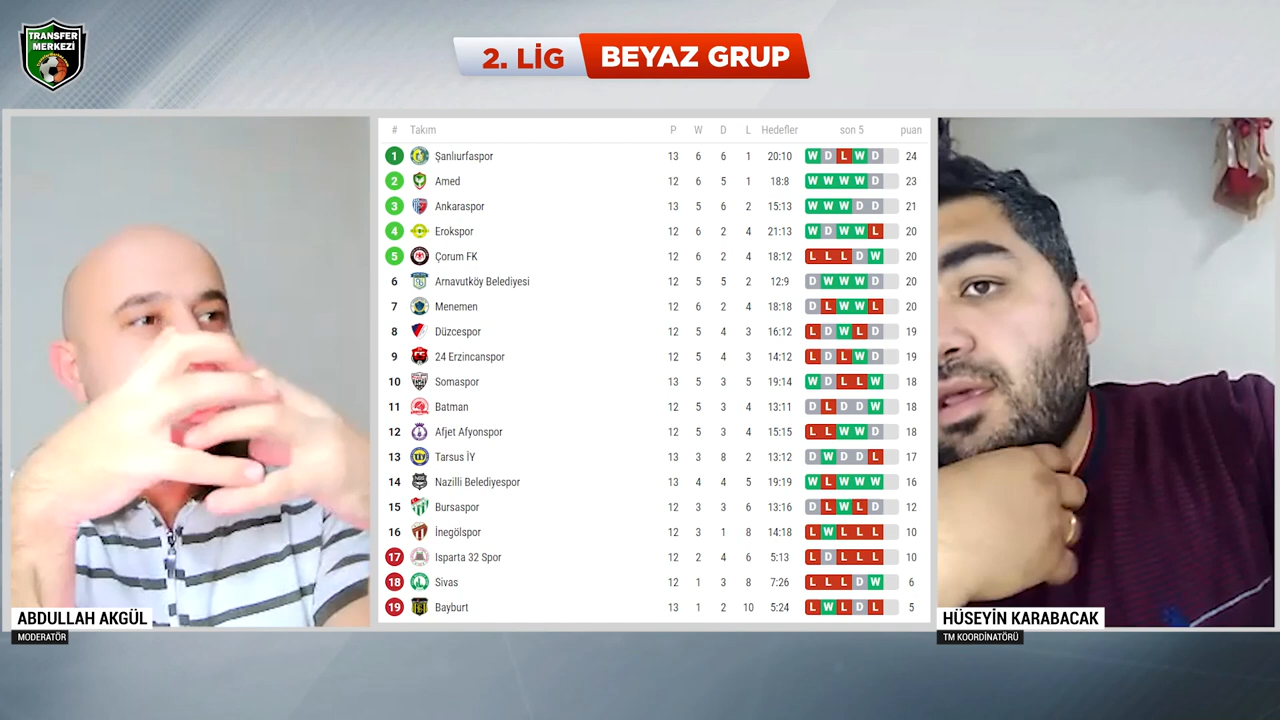 TRANSFER
MERKEZİ
2. LİG BEYAZ GRUP
# Takım P W D L Hedefler son 5 puan
1 Şanlıurfaspor 13 6 6 1 20:10 W D L W D 24
2 Amed 12 6 5 1 18:8 W W W W D 23
3 Ankaraspor 13 5 6 2 15:13 W W W D D 21
4 Erokspor 12 6 2 4 21:13 W D W W L 20
5 Çorum FK 12 6 2 4 18:12 L L L D W 20
6 Arnavutköy Belediyesi 12 5 5 2 12:9 D W W W D 20
7 Menemen 12 6 2 4 18:18 D L W W L 20
8 Düzcespor 12 5 4 3 16:12 L D W L D 19
9 24 Erzincanspor 12 5 4 3 14:12 L D L W D 19
10 Somaspor 13 5 3 5 19:14 W D L L W 18
11 Batman 12 5 3 4 13:11 D L D D W 18
12 Afjet Afyonspor 12 5 3 4 15:15 L L W W D 18
13 Tarsus İY 13 3 8 2 13:12 D W D D L 17
14 Nazilli Belediyespor 13 4 4 5 19:19 W L W W W 16
15 Bursaspor 12 3 3 6 13:16 D L W L D 12
16 İnegölspor 12 3 1 8 14:18 L W L L L 10
17 Isparta 32 Spor 12 2 4 6 5:13 L D L L L 10
18 Sivas 12 1 3 8 7:26 L L L D W 6
19 Bayburt 13 1 2 10 5:24 L W L D L 5
ABDULLAH AKGÜL
MODERATÖR
HÜSEYİN KARABACAK
TM KOORDİNATÖRÜ